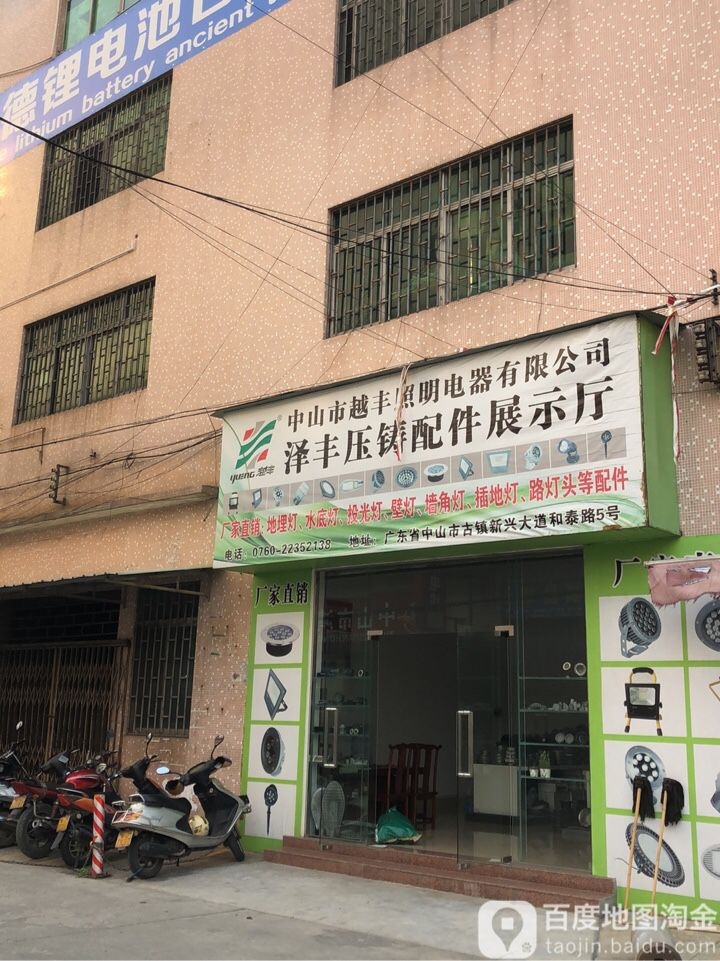 德锂电池
lithium battery ancient
中山市越丰照明电器有限公司
泽丰压铸配件展示厅
YUENG 越丰
®
厂家直销:地埋灯、水底灯、投光灯、壁灯、墙角灯、插地灯、路灯头等配件
电话:0760-22352138 地址:广东省中山市古镇新兴大道和泰路5号
厂家直销
厂
百度地图淘金
taojin.baidu.com